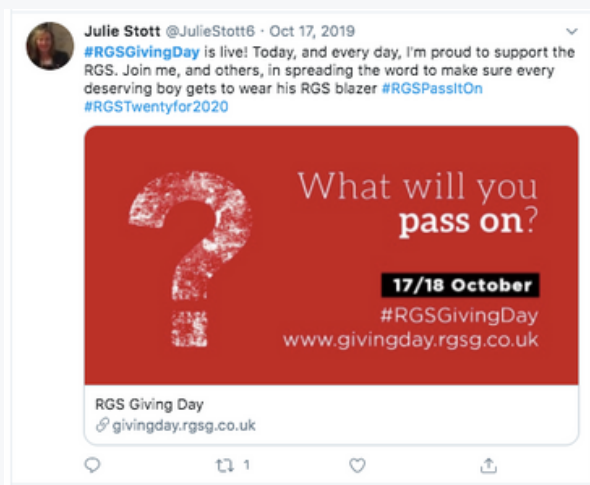 Julie Stott @JulieStott6 · Oct 17, 2019
#RGSGivingDay is live! Today, and every day, I'm proud to support the
RGS. Join me, and others, in spreading the word to make sure every
deserving boy gets to wear his RGS blazer #RGSPassItOn
#RGSTwentyfor2020
?
What will you
pass on?
17/18 October
#RGSGivingDay
www.givingday.rgsg.co.uk
RGS Giving Day
givingday.rgsg.co.uk
1